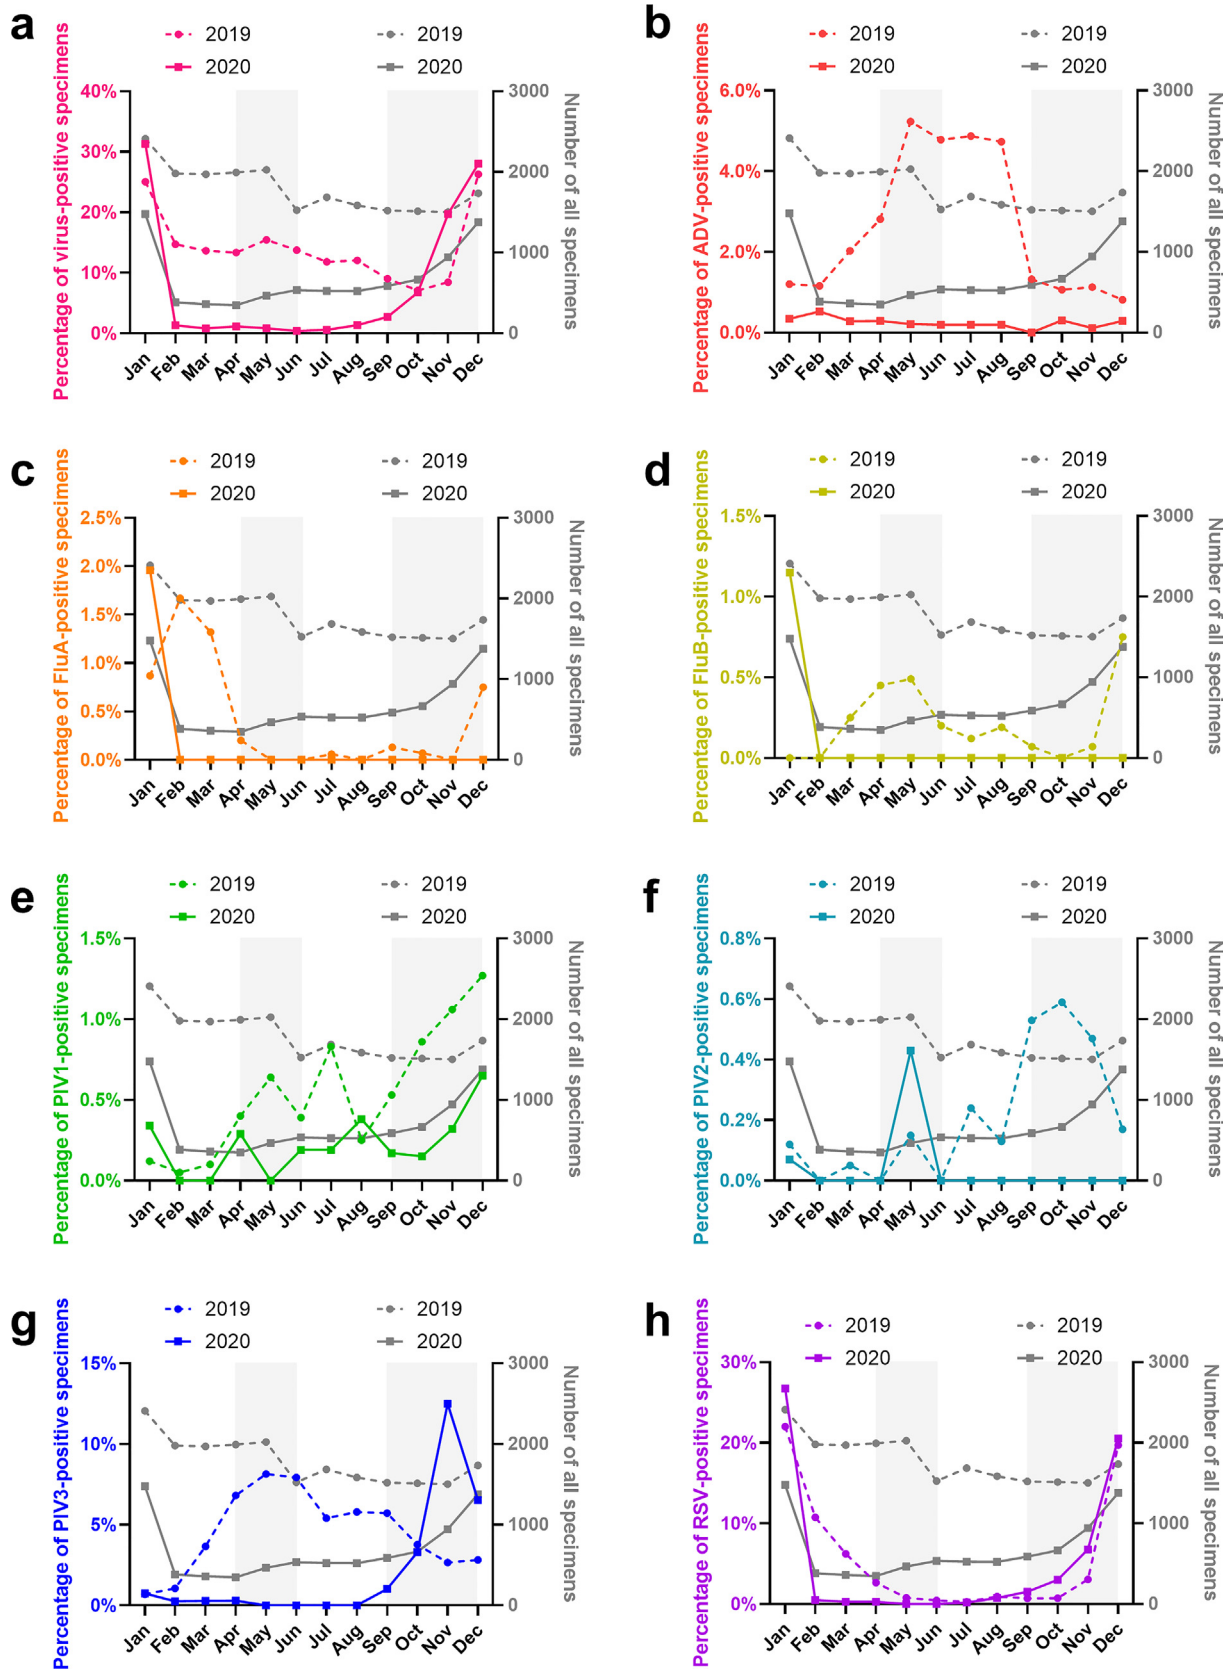 a
2019 2019
2020 2020
Percentage of virus-positive specimens
40%
30%
20%
10%
0%
3000
2000
1000
0
Number of all specimens
Jan Feb Mar Apr May Jun Jul Aug Sep Oct Nov Dec
b
2019 2019
2020 2020
Percentage of ADV-positive specimens
6.0%
4.0%
2.0%
0.0%
3000
2000
1000
0
Number of all specimens
Jan Feb Mar Apr May Jun Jul Aug Sep Oct Nov Dec
c
2019 2019
2020 2020
Percentage of FluA-positive specimens
2.5%
2.0%
1.5%
1.0%
0.5%
0.0%
3000
2000
1000
0
Number of all specimens
Jan Feb Mar Apr May Jun Jul Aug Sep Oct Nov Dec
d
2019 2019
2020 2020
Percentage of FluB-positive specimens
1.5%
1.0%
0.5%
0.0%
3000
2000
1000
0
Number of all specimens
Jan Feb Mar Apr May Jun Jul Aug Sep Oct Nov Dec
e
2019 2019
2020 2020
Percentage of PIV1-positive specimens
1.5%
1.0%
0.5%
0.0%
3000
2000
1000
0
Number of all specimens
Jan Feb Mar Apr May Jun Jul Aug Sep Oct Nov Dec
f
2019 2019
2020 2020
Percentage of PIV2-positive specimens
0.8%
0.6%
0.4%
0.2%
0.0%
3000
2000
1000
0
Number of all specimens
Jan Feb Mar Apr May Jun Jul Aug Sep Oct Nov Dec
g
2019 2019
2020 2020
Percentage of PIV3-positive specimens
15%
10%
5%
0%
3000
2000
1000
0
Number of all specimens
Jan Feb Mar Apr May Jun Jul Aug Sep Oct Nov Dec
h
2019 2019
2020 2020
Percentage of RSV-positive specimens
30%
20%
10%
0%
3000
2000
1000
0
Number of all specimens
Jan Feb Mar Apr May Jun Jul Aug Sep Oct Nov Dec